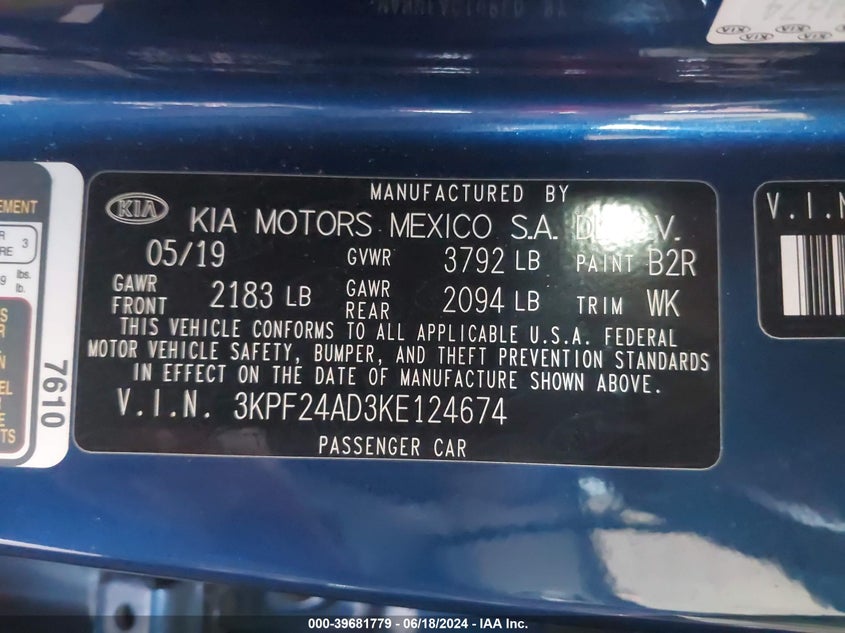 KIA
MANUFACTURED BY
KIA MOTORS MEXICO S.A. V.
05/19 GVWR 3792 LB PAINT B2R
GAWR FRONT 2183 LB GAWR REAR 2094 LB TRIM WK
THIS VEHICLE CONFORMS TO ALL APPLICABLE U.S.A. FEDERAL
MOTOR VEHICLE SAFETY, BUMPER, AND THEFT PREVENTION STANDARDS
IN EFFECT ON THE DATE OF MANUFACTURE SHOWN ABOVE.
V.I.N. 3KPF24AD3KE124674
PASSENGER CAR
7610
V.I.N
KIA KIA KIA
000-39681779 - 06/18/2024 - IAA Inc.